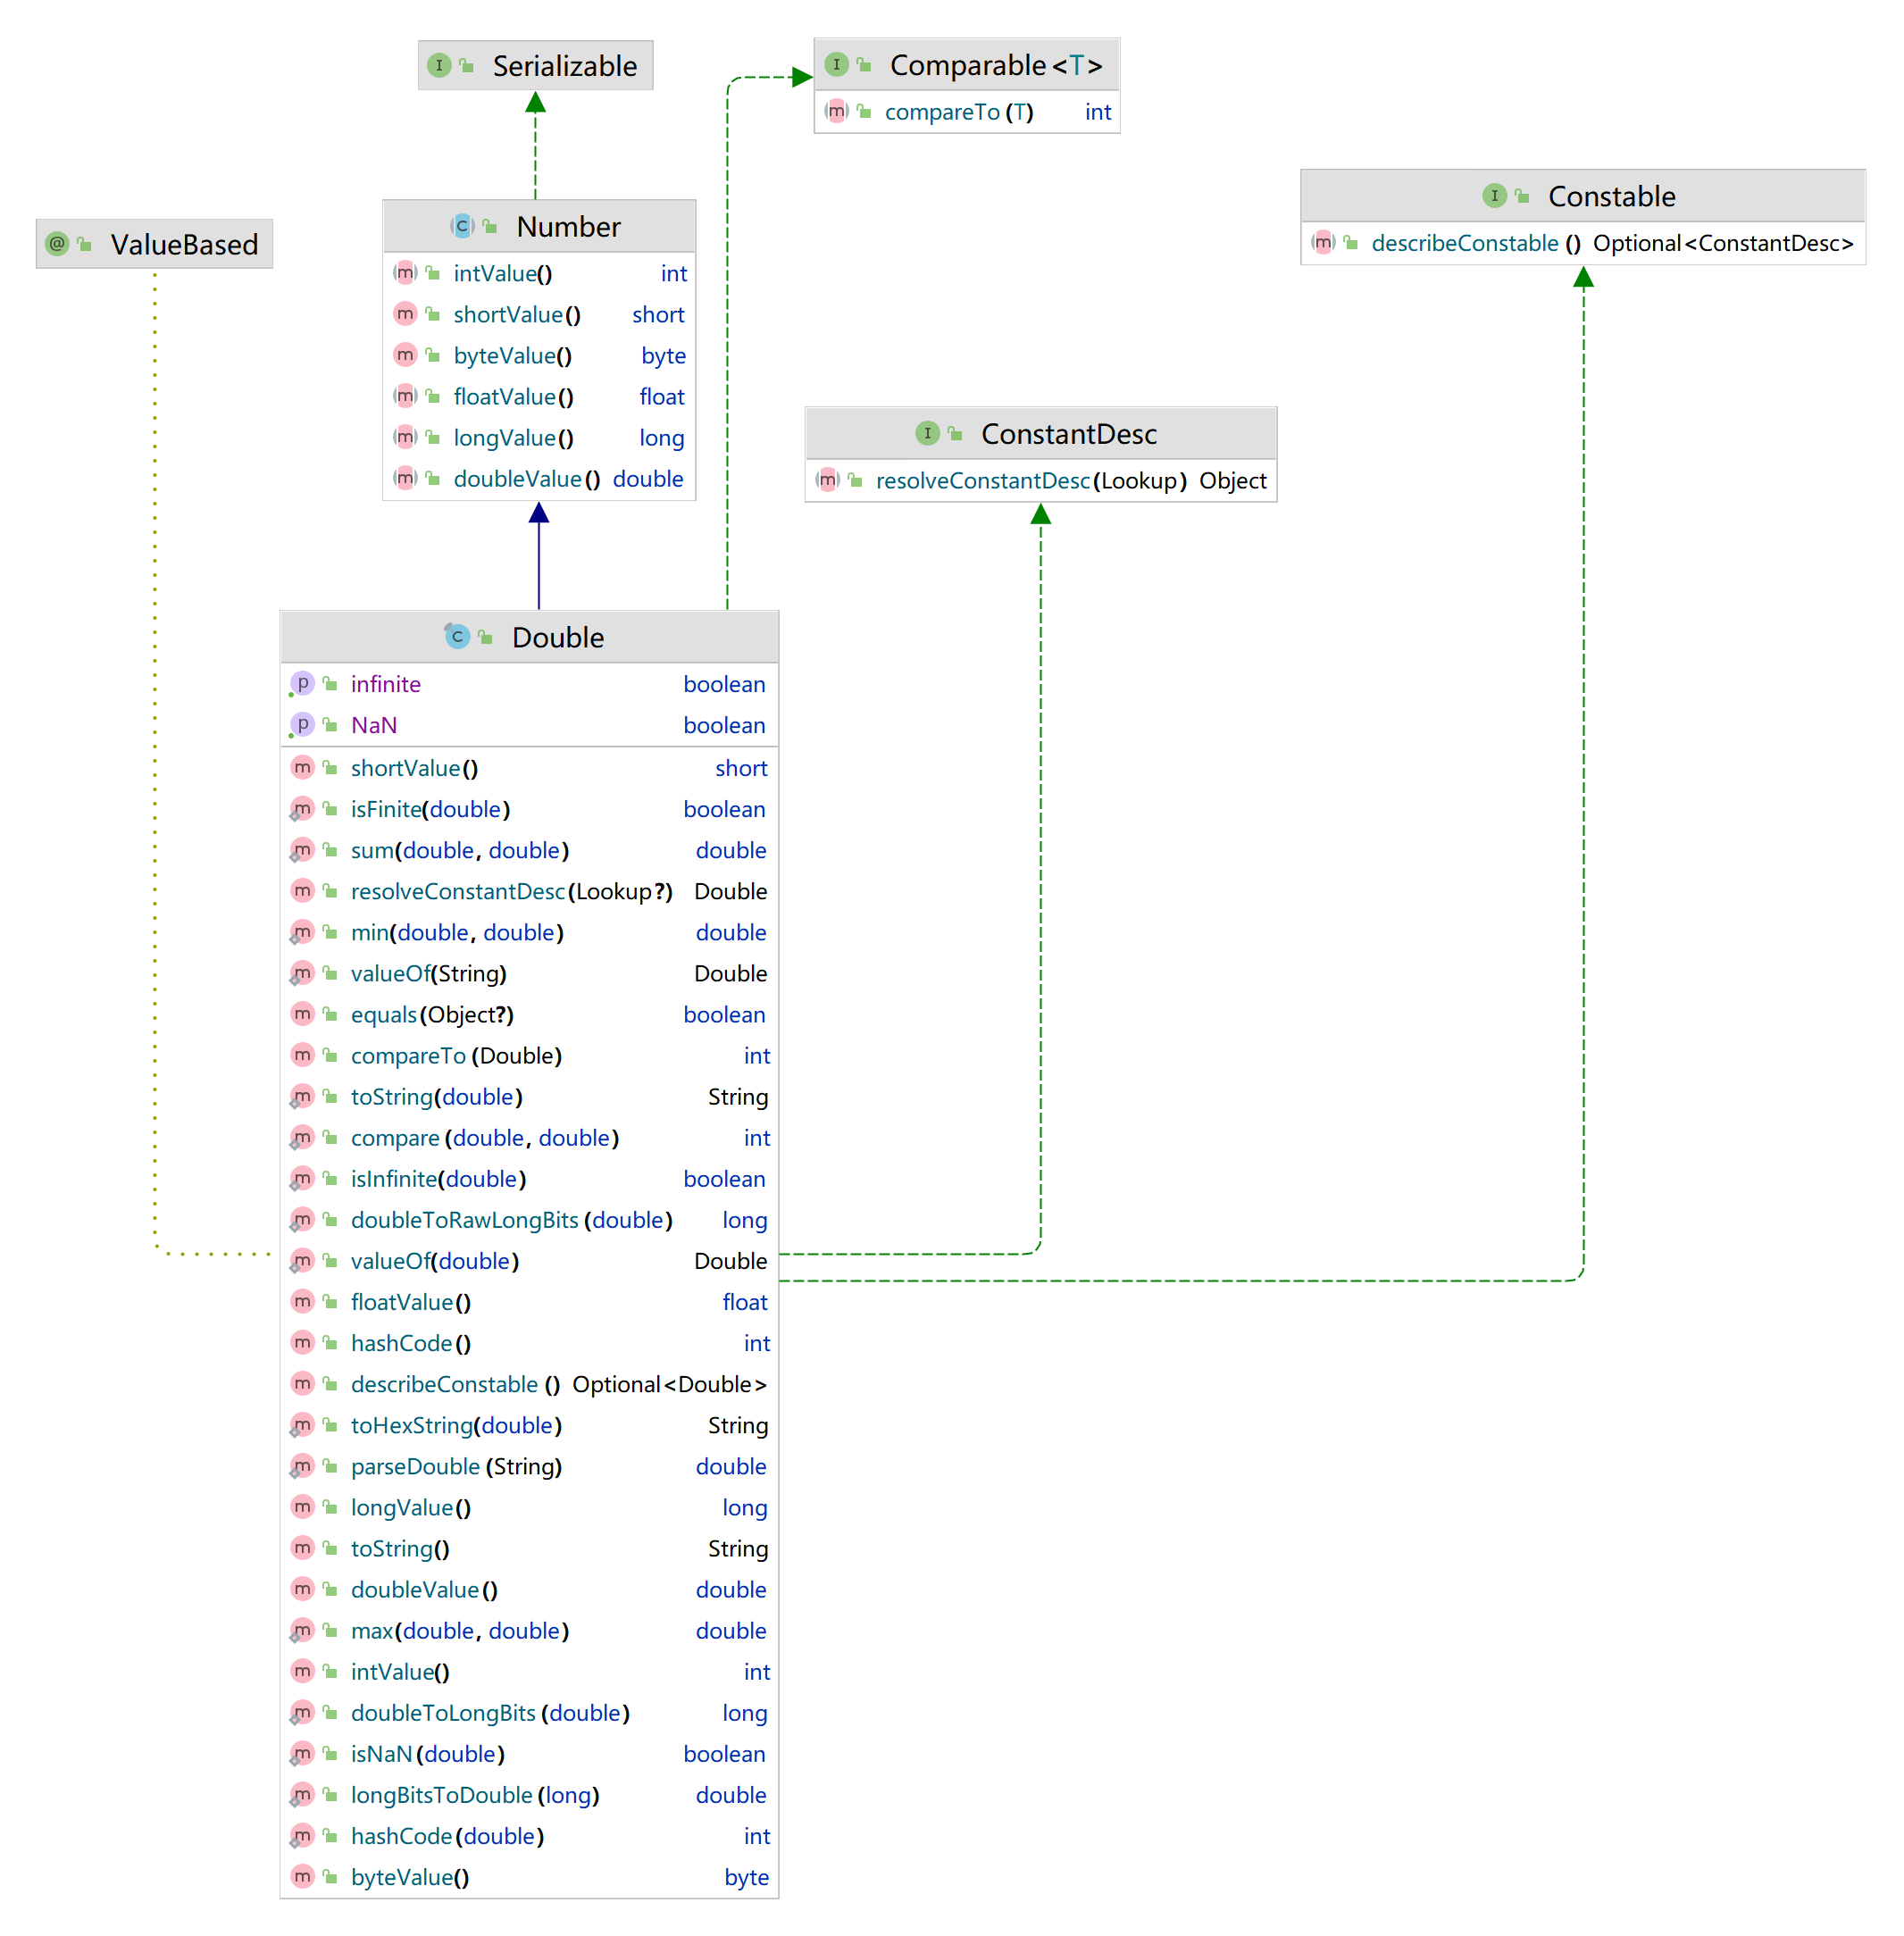 Serializable
Comparable<T>
compareTo(T) int
Constable
describeConstable() Optional<ConstantDesc>
ValueBased
Number
intValue() int
shortValue() short
byteValue() byte
floatValue() float
longValue() long
doubleValue() double
ConstantDesc
resolveConstantDesc(Lookup) Object
Double
infinite boolean
NaN boolean
shortValue() short
isFinite(double) boolean
sum(double, double) double
resolveConstantDesc(Lookup?) Double
min(double, double) double
valueOf(String) Double
equals(Object?) boolean
compareTo(Double) int
toString(double) String
compare(double, double) int
isInfinite(double) boolean
doubleToRawLongBits(double) long
valueOf(double) Double
floatValue() float
hashCode() int
describeConstable() Optional<Double>
toHexString(double) String
parseDouble(String) double
longValue() long
toString() String
doubleValue() double
max(double, double) double
intValue() int
doubleToLongBits(double) long
isNaN(double) boolean
longBitsToDouble(long) double
hashCode(double) int
byteValue() byte